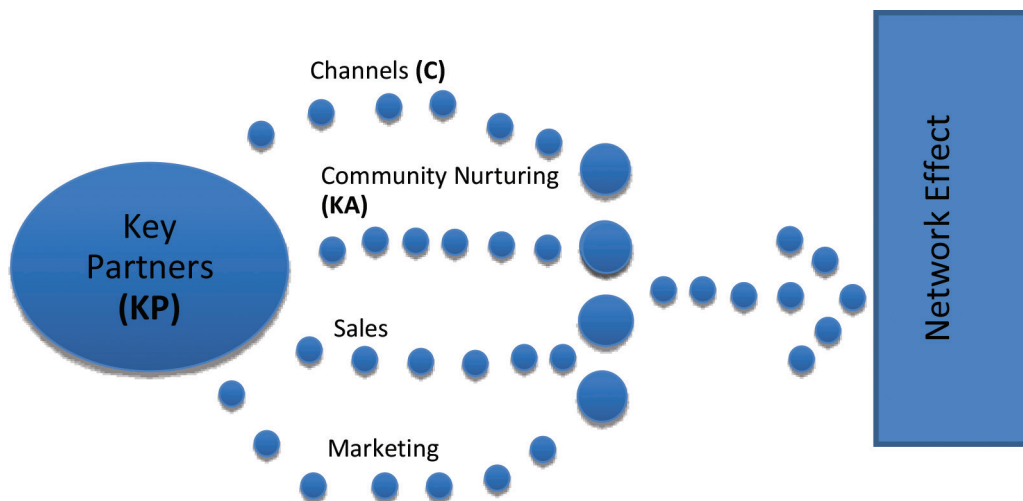 Channels (C)
Community Nurturing
(KA)
Key
Partners
(KP)
Sales
Marketing
Network Effect